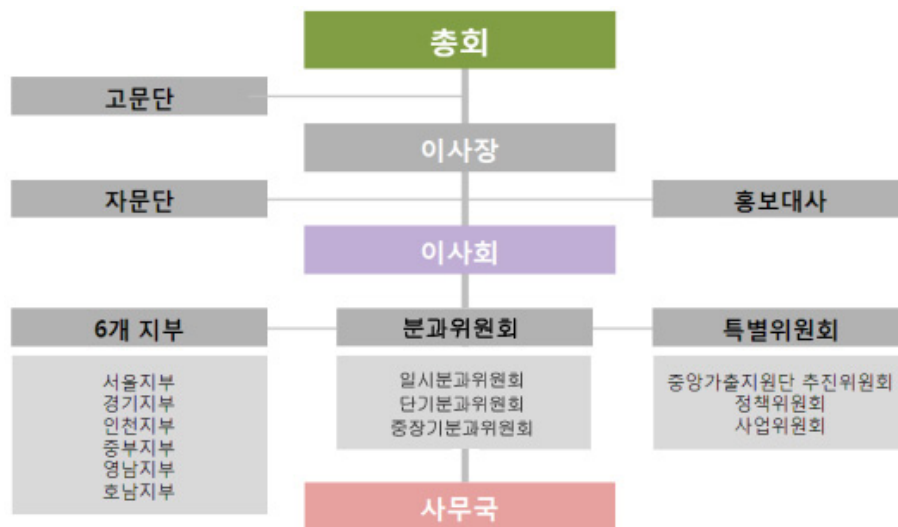 총회
고문단
이사장
자문단
홍보대사
이사회
6개 지부
서울지부
경기지부
인천지부
중부지부
영남지부
호남지부
분과위원회
일시분과위원회
단기분과위원회
중장기분과위원회
특별위원회
중앙가출지원단 추진위원회
정책위원회
사업위원회
사무국